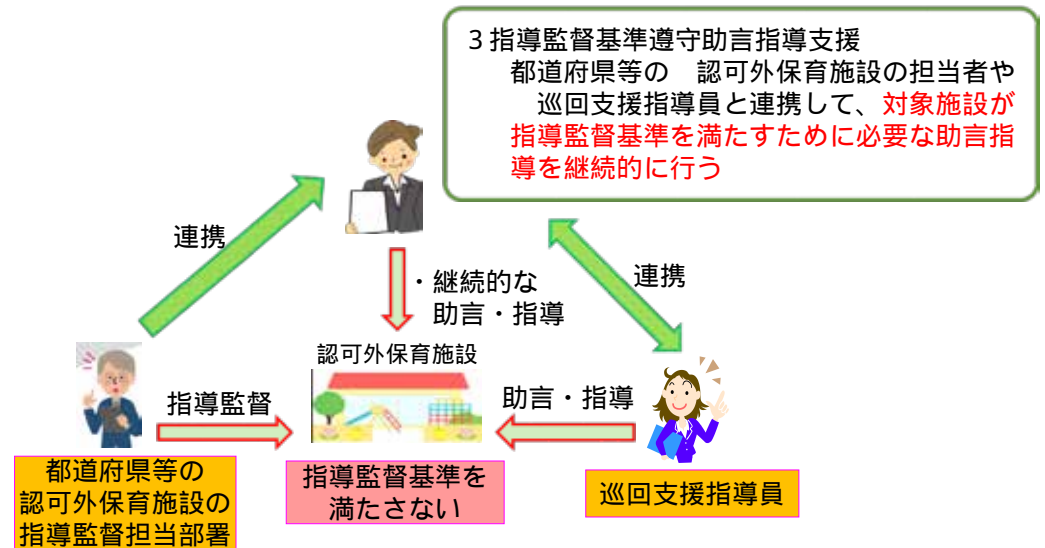 ３指導監督基準遵守助言指導支援
都道府県等の　認可外保育施設の担当者や
巡回支援指導員と連携して、対象施設が
指導監督基準を満たすために必要な助言指
導を継続的に行う
連携
・継続的な
助言・指導
連携
認可外保育施設
指導監督
助言・指導
都道府県等の
認可外保育施設の
指導監督担当部署
指導監督基準を
満たさない
巡回支援指導員